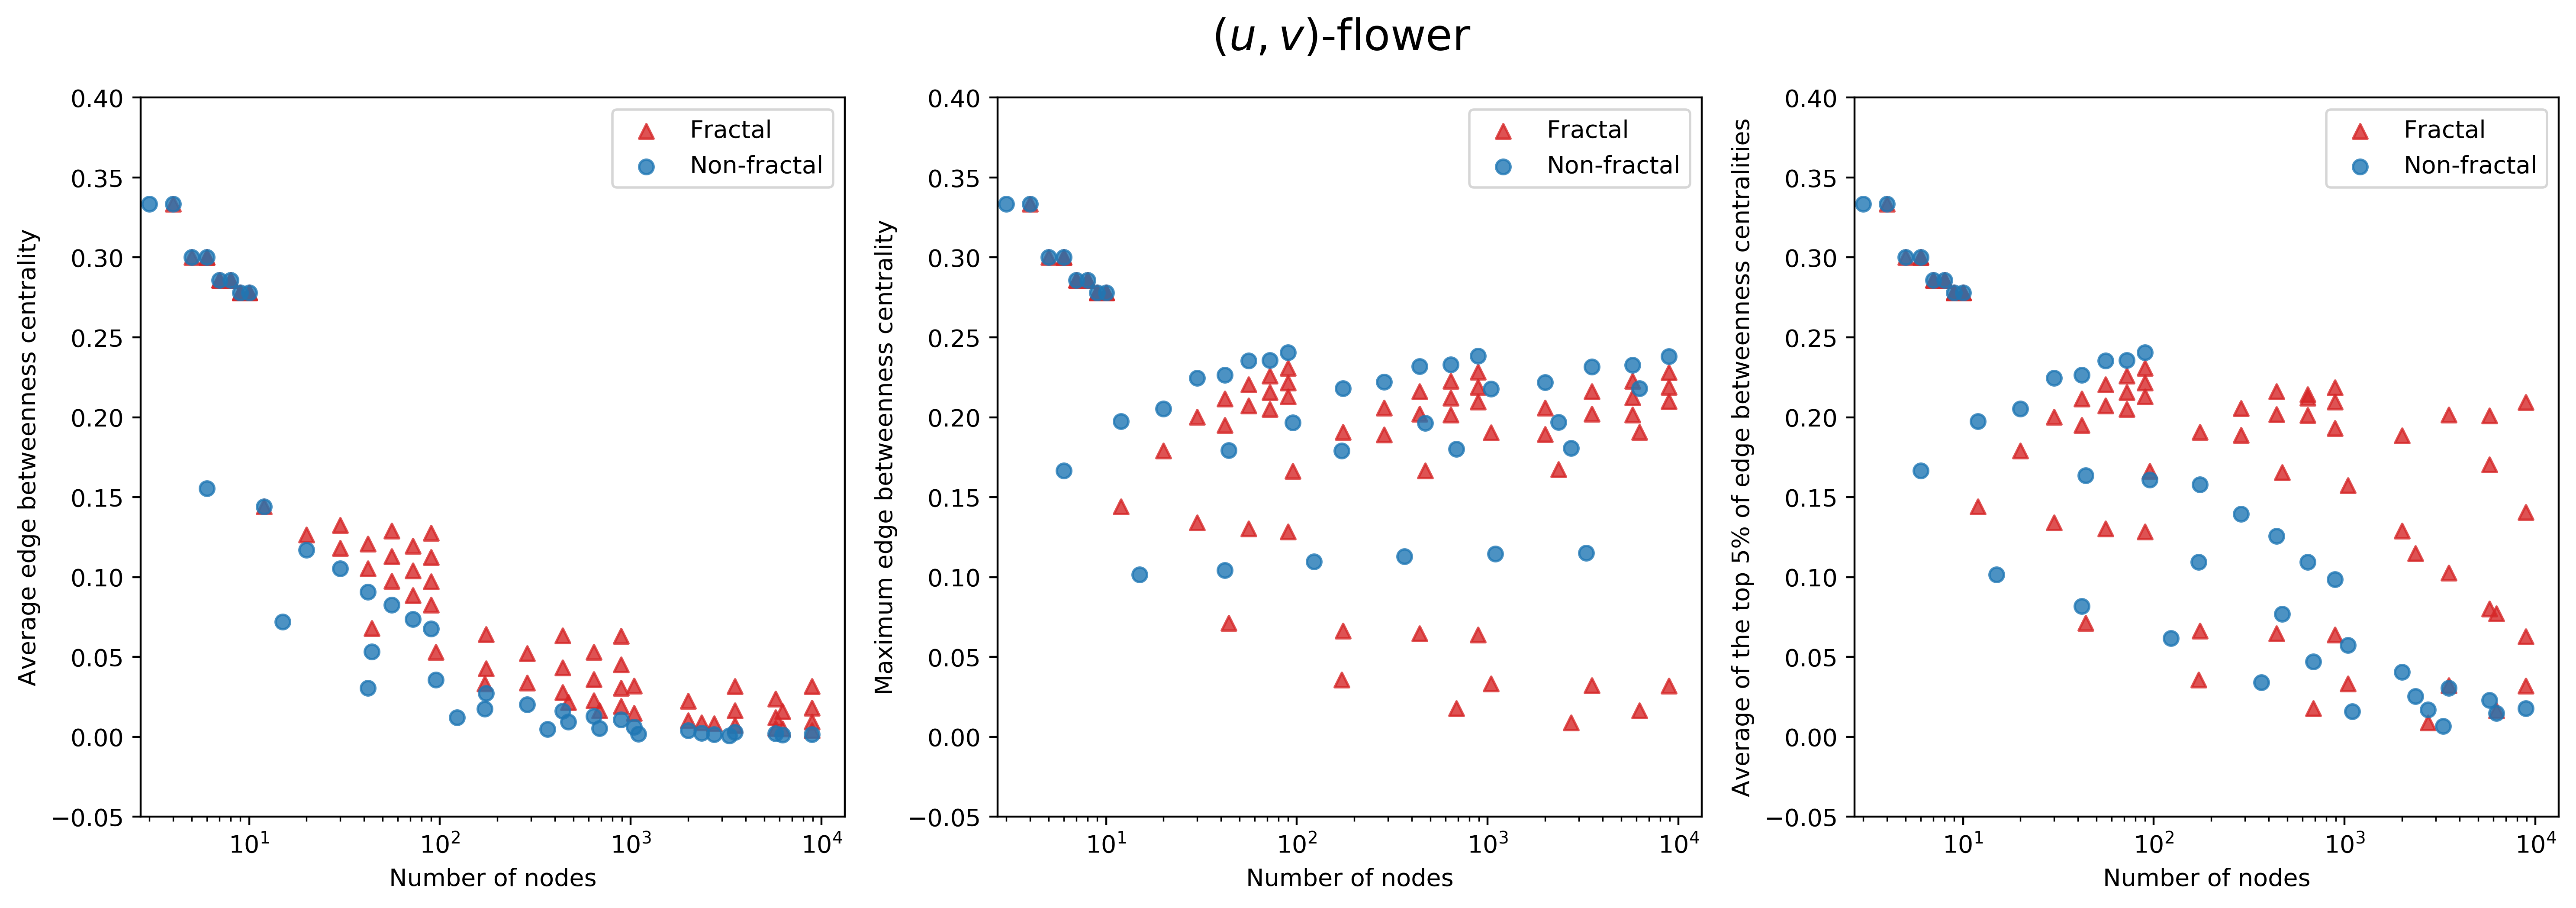 (u, v)-flower
Average edge betweenness centrality
0.40
0.35
0.30
0.25
0.20
0.15
0.10
0.05
0.00
−0.05
10¹ 10² 10³ 10⁴
Number of nodes
Fractal
Non-fractal
Maximum edge betweenness centrality
0.40
0.35
0.30
0.25
0.20
0.15
0.10
0.05
0.00
−0.05
10¹ 10² 10³ 10⁴
Number of nodes
Fractal
Non-fractal
Average of the top 5% of edge betweenness centralities
0.40
0.35
0.30
0.25
0.20
0.15
0.10
0.05
0.00
−0.05
10¹ 10² 10³ 10⁴
Number of nodes
Fractal
Non-fractal